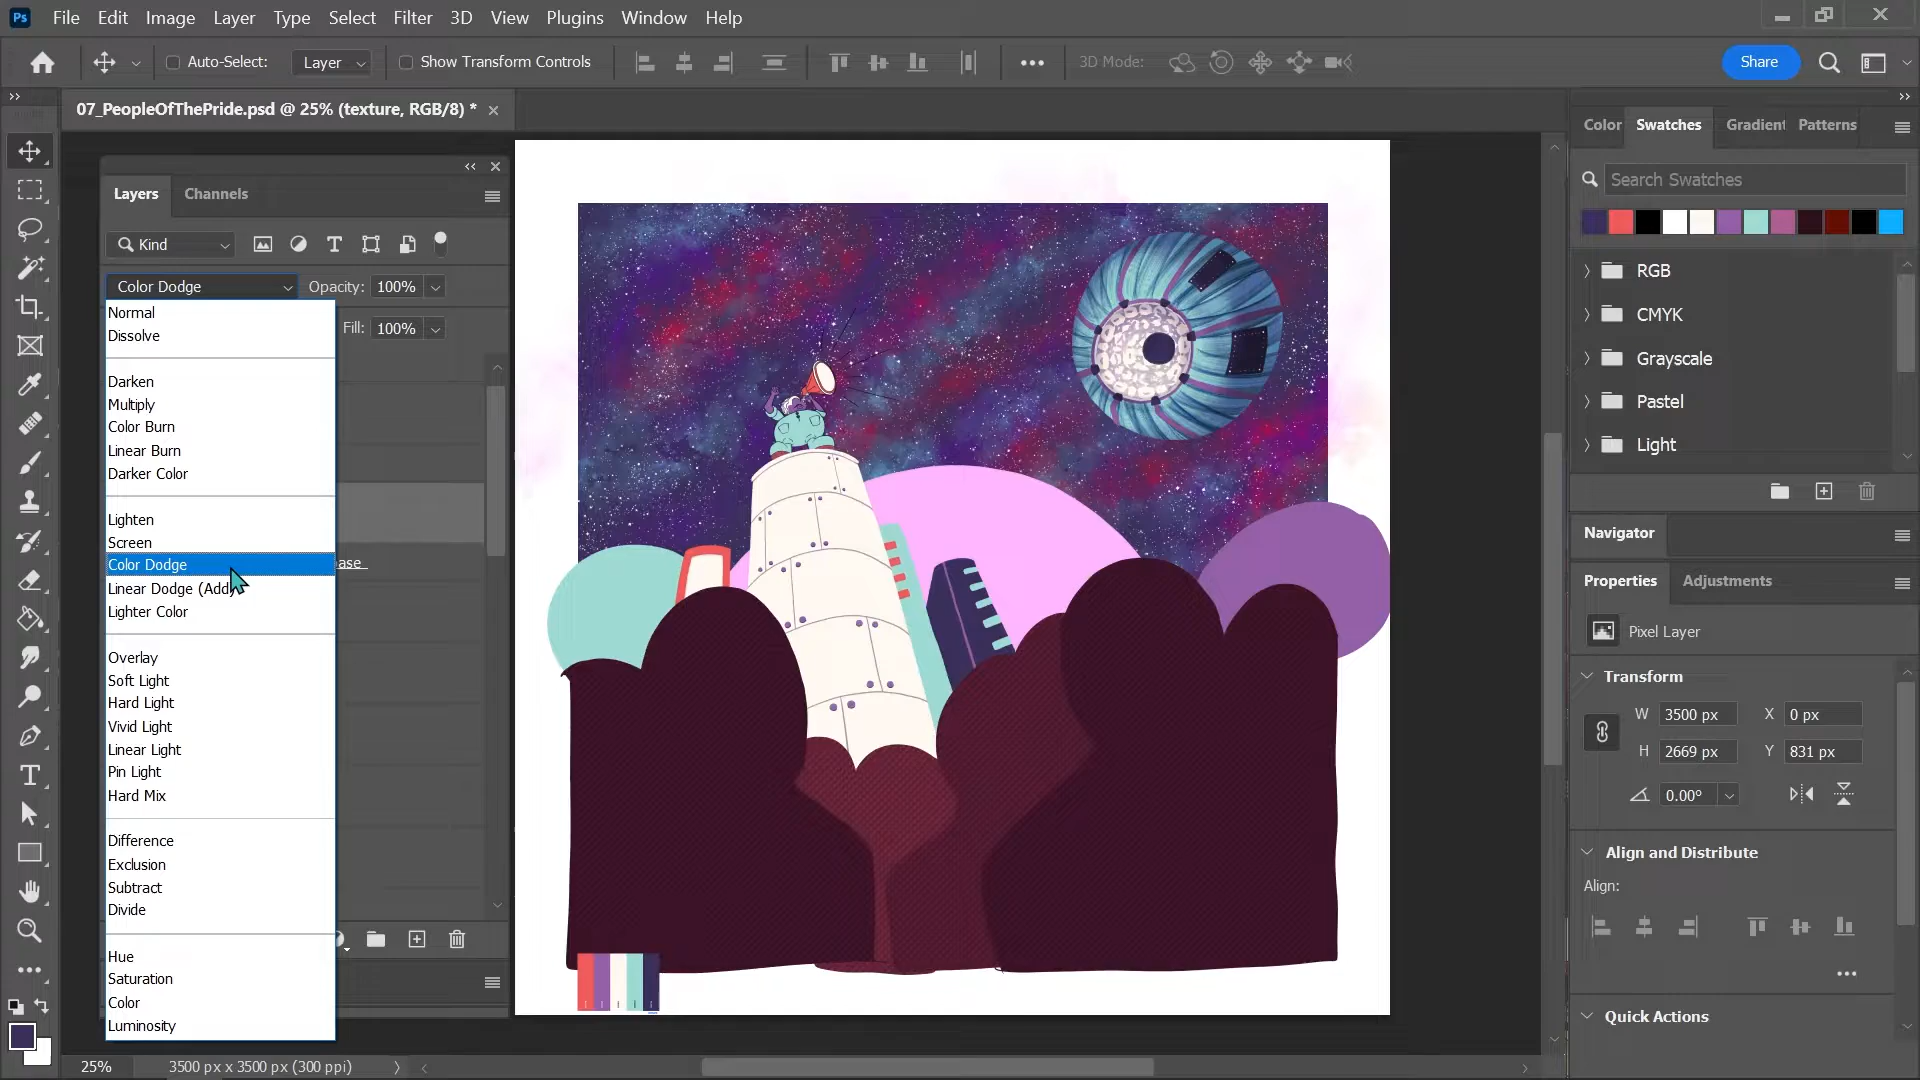 Ps File Edit Image Layer Type Select Filter 3D View Plugins Window Help
Auto-Select: Layer Show Transform Controls 3D Mode: Share
07_PeopleOfThePride.psd @ 25% (texture, RGB/8) *
Layers Channels
Kind
Color Dodge Opacity: 100%
Fill: 100%
Normal
Dissolve
Darken
Multiply
Color Burn
Linear Burn
Darker Color
Lighten
Screen
Color Dodge
ase
Linear Dodge (Add)
Lighter Color
Overlay
Soft Light
Hard Light
Vivid Light
Linear Light
Pin Light
Hard Mix
Difference
Exclusion
Subtract
Divide
Hue
Saturation
Color
Luminosity
25% 3500 px x 3500 px (300 ppi)
Color Swatches Gradient Patterns
Search Swatches
RGB
CMYK
Grayscale
Pastel
Light
Navigator
Properties Adjustments
Pixel Layer
Transform
W 3500 px X 0 px
H 2669 px Y 831 px
0.00°
Align and Distribute
Align:
Quick Actions